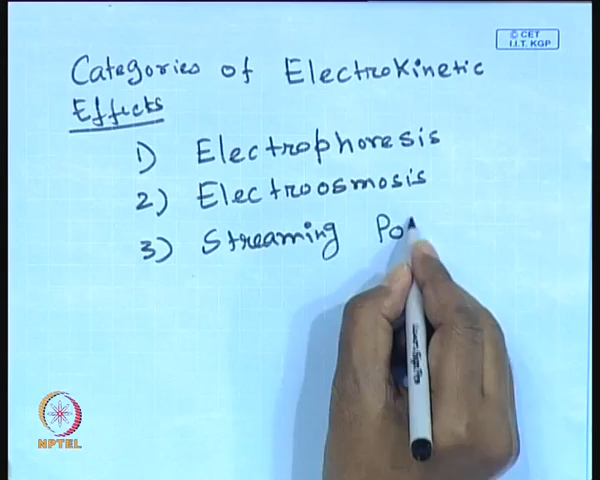 © CET
I.I.T. KGP
Categories of Electrokinetic
Effects
1) Electrophoresis
2) Electroosmosis
3) Streaming Po
NPTEL